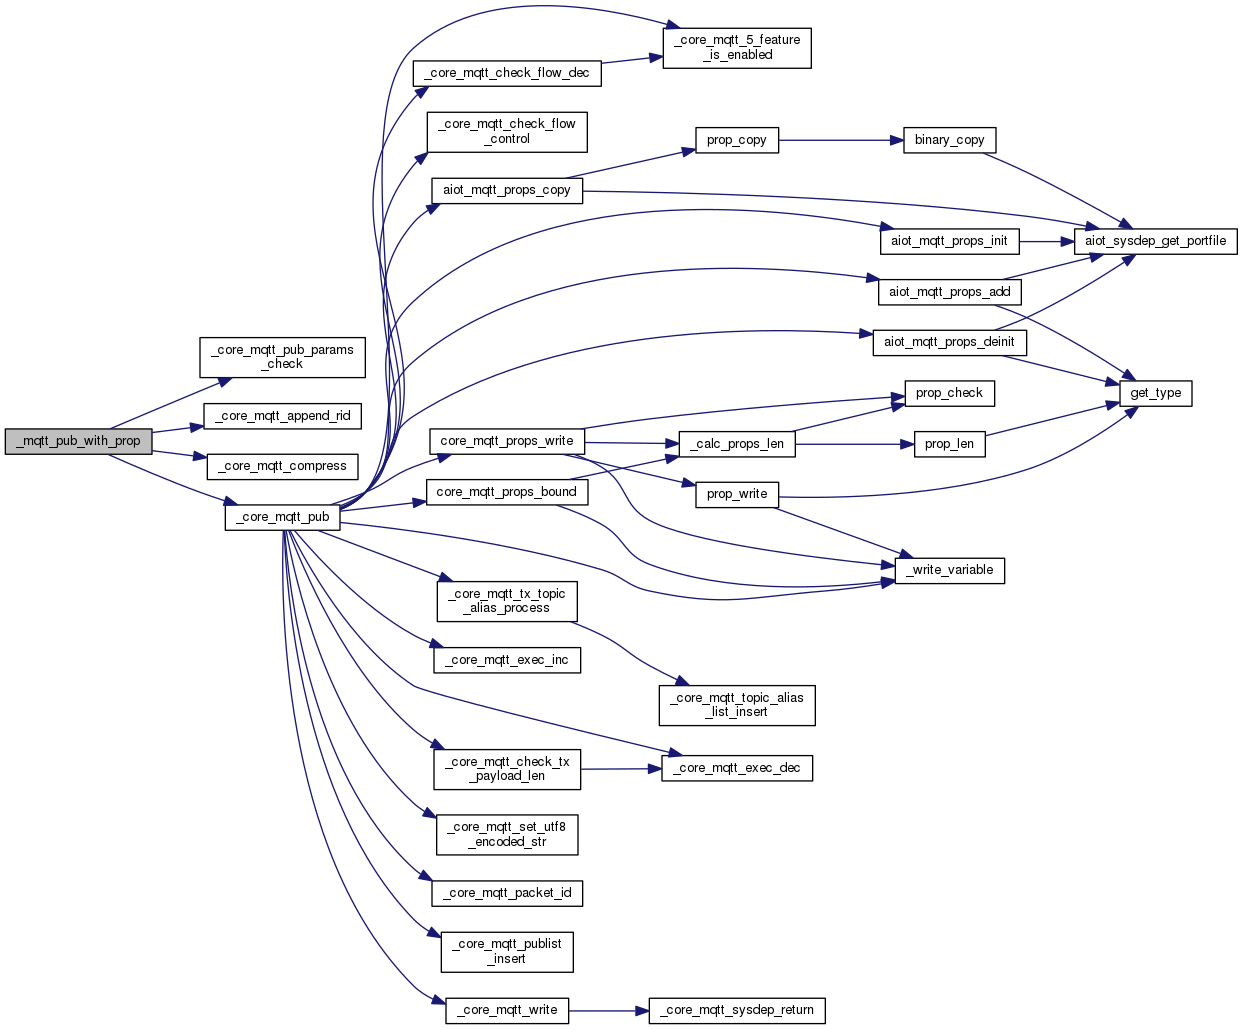 _core_mqtt_5_feature
_is_enabled
_core_mqtt_check_flow_dec
_core_mqtt_check_flow
_control
prop_copy
binary_copy
aiot_mqtt_props_copy
aiot_mqtt_props_init
aiot_sysdep_get_portfile
aiot_mqtt_props_add
aiot_mqtt_props_deinit
_core_mqtt_pub_params
_check
prop_check
get_type
_core_mqtt_append_rid
_mqtt_pub_with_prop
core_mqtt_props_write
_calc_props_len
prop_len
_core_mqtt_compress
core_mqtt_props_bound
prop_write
_core_mqtt_pub
_write_variable
_core_mqtt_tx_topic
_alias_process
_core_mqtt_exec_inc
_core_mqtt_topic_alias
_list_insert
_core_mqtt_check_tx
_payload_len
_core_mqtt_exec_dec
_core_mqtt_set_utf8
_encoded_str
_core_mqtt_packet_id
_core_mqtt_publist
_insert
_core_mqtt_write
_core_mqtt_sysdep_return